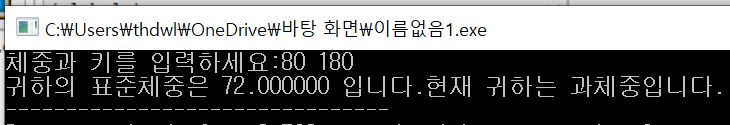 C:₩Users₩thdwl₩OneDrive₩바탕 화면₩이름없음1.exe
체중과 키를 입력하세요:80 180
귀하의 표준체중은 72.000000 입니다.현재 귀하는 과체중입니다.
--------------------------------